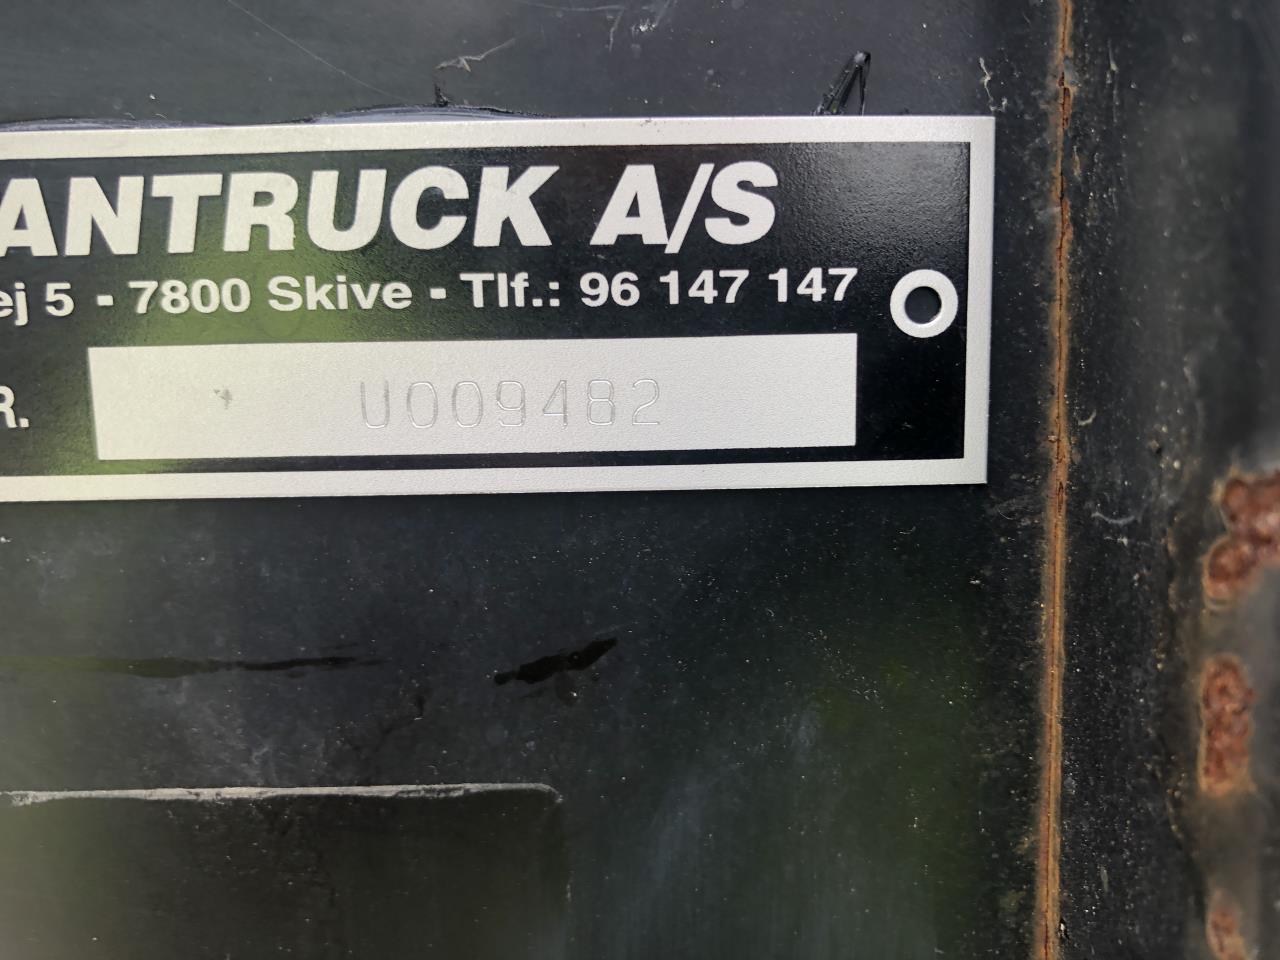 ANTRUCK A/S
ej 5 - 7800 Skive - Tlf.: 96 147 147
R. U009482